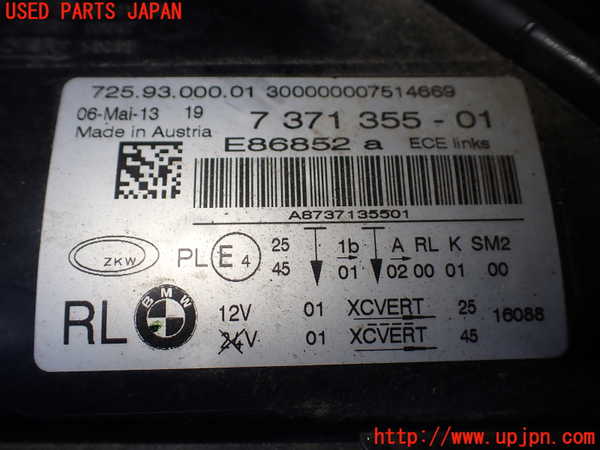 USED PARTS JAPAN
725.93.000.01 300000007514669
06-Mai-13 19 7 371 355 - 01
Made in Austria E86852 a ECE links
A8737135501
ZKW PL E 4 25 45 1b 01 A 02 RL 00 K 01 SM2 00
RL BMW 12V 01 XCVERT 25 16088
24V 01 XCVERT 45
http://www.upjpn.com/